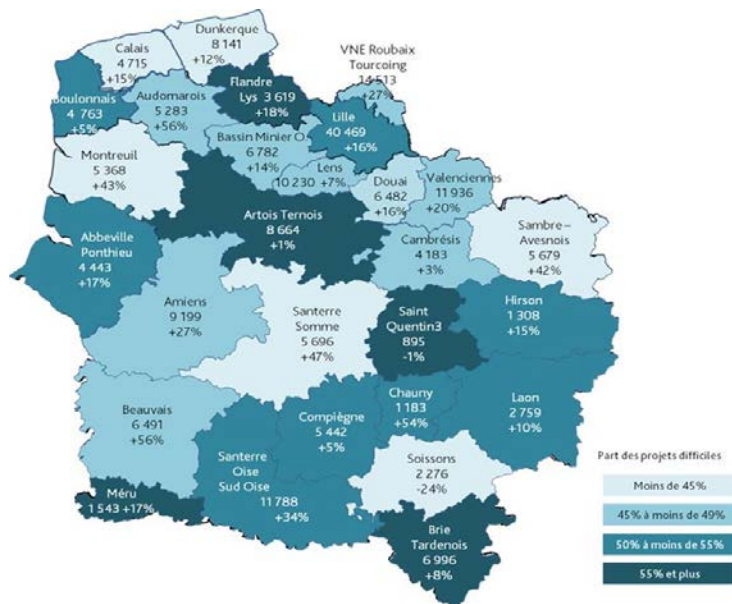 Dunkerque
8 141
+12%
Calais
4 715
+15%
VNE Roubaix
Tourcoing
14 513
+27%
Boulonnais
4 763
+5%
Audomarois
5 283
+56%
Flandre
Lys 3 619
+18%
Lille
40 469
+16%
Bassin Minier O.
6 782
+14%
Montreuil
5 368
+43%
Lens
10 230 +7%
Douai
6 482
+16%
Valenciennes
11 936
+20%
Artois Ternois
8 664
+1%
Sambre –
Avesnois
5 679
+42%
Abbeville
Ponthieu
4 443
+17%
Cambrésis
4 183
+3%
Amiens
9 199
+27%
Santerre
Somme
5 696
+47%
Saint
Quentin3
895
-1%
Hirson
1 308
+15%
Beauvais
6 491
+56%
Compiègne
5 442
+5%
Chauny
1 183
+54%
Laon
2 759
+10%
Santerre
Oise
Sud Oise
11 788
+34%
Soissons
2 276
-24%
Méru
1 543 +17%
Brie
Tardenois
6 996
+8%
Part des projets difficiles
Moins de 45%
45% à moins de 49%
50% à moins de 55%
55% et plus